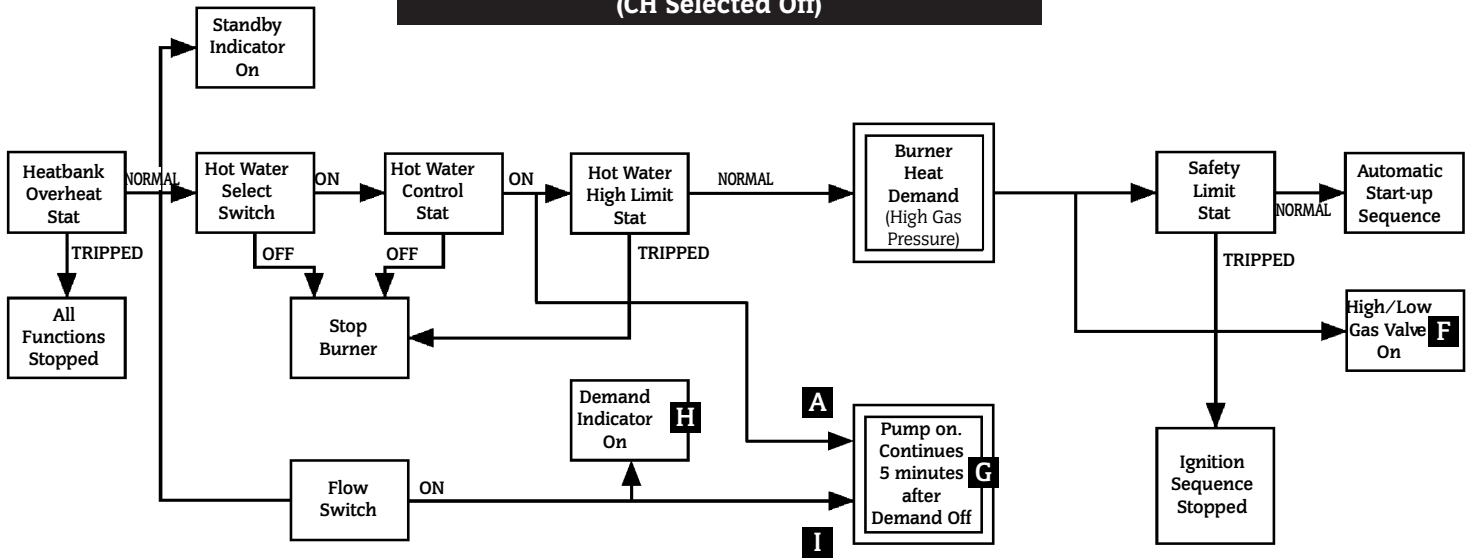 (CH Selected Off)
Standby
Indicator
On
Heatbank
Overheat
Stat
NORMAL
Hot Water
Select
Switch
ON
Hot Water
Control
Stat
ON
Hot Water
High Limit
Stat
NORMAL
Burner
Heat
Demand
(High Gas
Pressure)
Safety
Limit
Stat
NORMAL
Automatic
Start-up
Sequence
TRIPPED
OFF
OFF
TRIPPED
TRIPPED
All
Functions
Stopped
Stop
Burner
High/Low
Gas Valve F
On
Demand
Indicator H
On
A
Pump on.
Continues
5 minutes G
after
Demand Off
Flow
Switch
ON
I
Ignition
Sequence
Stopped